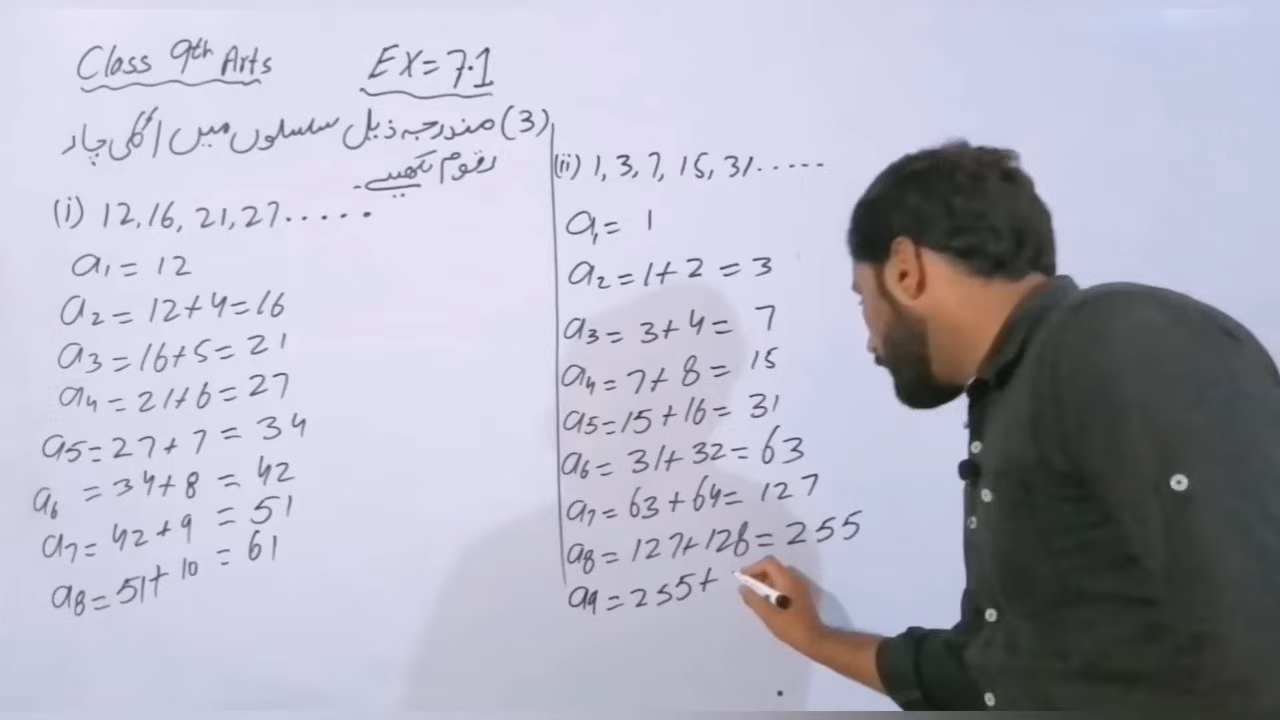 Class 9th Arts
EX=7.1
(3) مندرجہ ذیل سلسلوں میں اگلی چار
رقوم لکھیے۔
(i) 12,16, 21,27......
a1 = 12
a2 = 12+4=16
a3 = 16+5=21
a4 = 21+6=27
a5=27+7=34
a6 = 34+8 = 42
a7=42+9 = 51
a8=51+10 = 61
(ii) 1, 3, 7, 15, 31......
a1= 1
a2=1+2=3
a3= 3+4= 7
a4=7+8= 15
a5=15+16= 31
a6= 31+32=63
a7=63+64= 127
a8=127+128=255
a9=255+